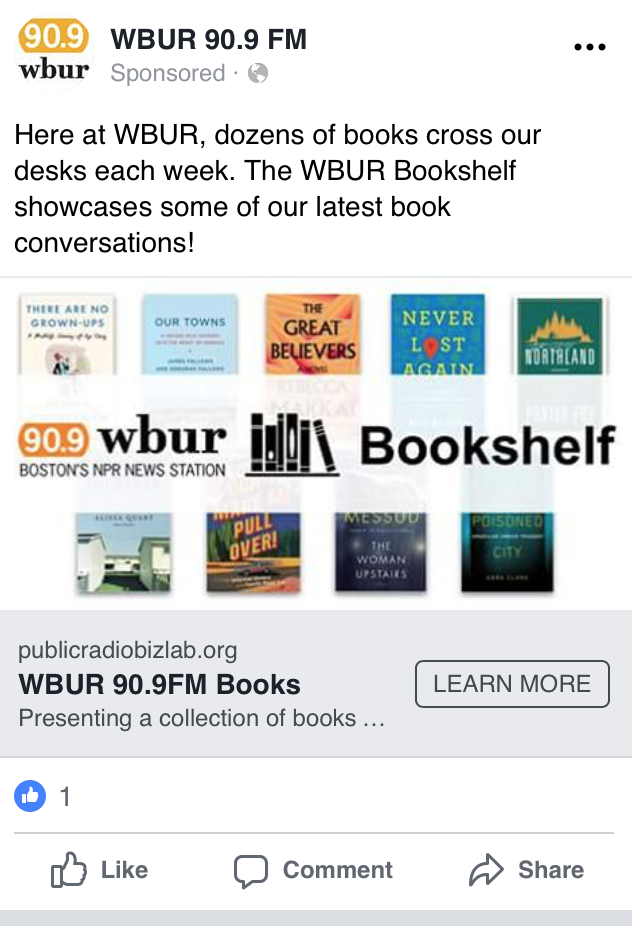 90.9
wbur
WBUR 90.9 FM
Sponsored ·
Here at WBUR, dozens of books cross our
desks each week. The WBUR Bookshelf
showcases some of our latest book
conversations!
THERE ARE NO
GROWN-UPS
OUR TOWNS
JAMES FALLOWS
AND DEBORAH FALLOWS
THE
GREAT
BELIEVERS
A NOVEL
REBECCA
MAKKAI
NEVER
LOST
AGAIN
NORTHLAND
PORTER FOX
90.9 wbur
BOSTON'S NPR NEWS STATION
Bookshelf
ALISSA QUART
PULL
OVER!
MESSUD
THE
WOMAN
UPSTAIRS
POISONED
CITY
ANNA CLARK
publicradiobizlab.org
WBUR 90.9FM Books
Presenting a collection of books ...
LEARN MORE
1
Like
Comment
Share